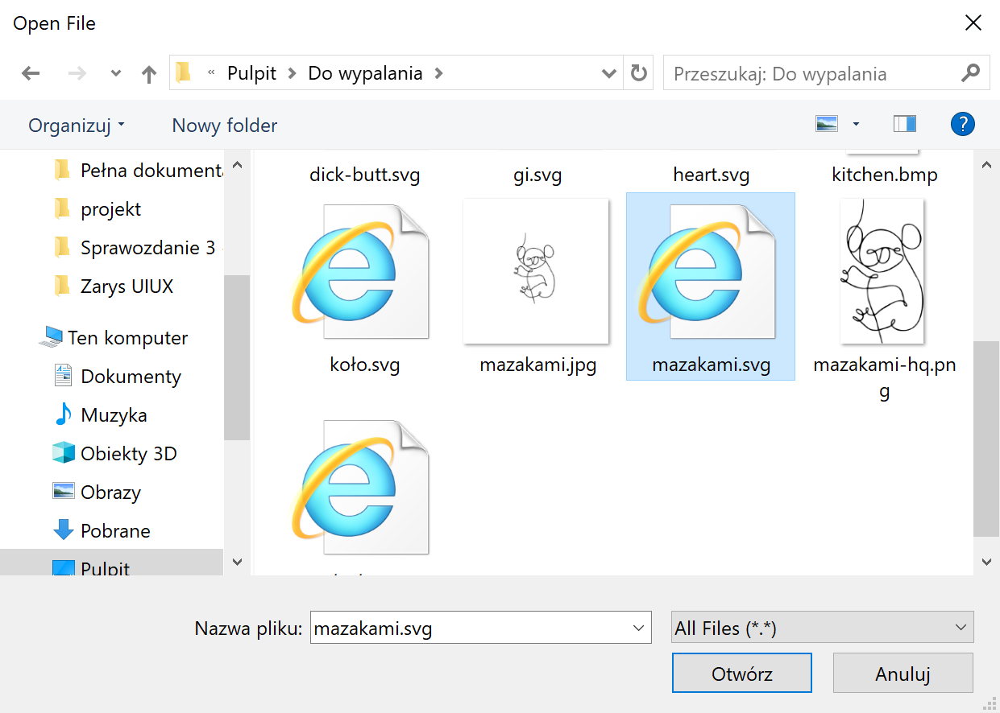 Open File
« Pulpit > Do wypalania >
Przeszukaj: Do wypalania
Organizuj
Nowy folder
?
Pełna dokument
projekt
Sprawozdanie 3
Zarys UIUX
Ten komputer
Dokumenty
Muzyka
Obiekty 3D
Obrazy
Pobrane
Pulpit
dick-butt.svg
gi.svg
heart.svg
kitchen.bmp
koło.svg
mazakami.jpg
mazakami.svg
mazakami-hq.pn
g
Nazwa pliku:
mazakami.svg
All Files (*.*)
Otwórz
Anuluj